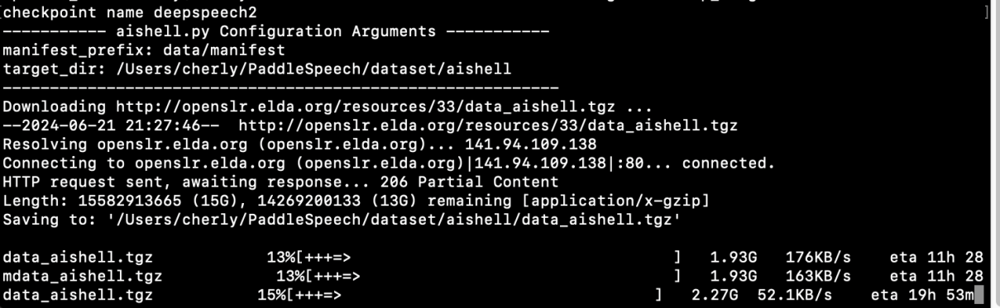 [checkpoint name deepspeech2 ]
----------- aishell.py Configuration Arguments -----------
manifest_prefix: data/manifest
target_dir: /Users/cherly/PaddleSpeech/dataset/aishell
-----------------------------------------------------------
Downloading http://openslr.elda.org/resources/33/data_aishell.tgz ...
--2024-06-21 21:27:46--  http://openslr.elda.org/resources/33/data_aishell.tgz
Resolving openslr.elda.org (openslr.elda.org)... 141.94.109.138
Connecting to openslr.elda.org (openslr.elda.org)|141.94.109.138|:80... connected.
HTTP request sent, awaiting response... 206 Partial Content
Length: 15582913665 (15G), 14269200133 (13G) remaining [application/x-gzip]
Saving to: '/Users/cherly/PaddleSpeech/dataset/aishell/data_aishell.tgz'
data_aishell.tgz 13%[+++=> ] 1.93G 176KB/s eta 11h 28
mdata_aishell.tgz 13%[+++=> ] 1.93G 163KB/s eta 11h 28
data_aishell.tgz 15%[+++=> ] 2.27G 52.1KB/s eta 19h 53m